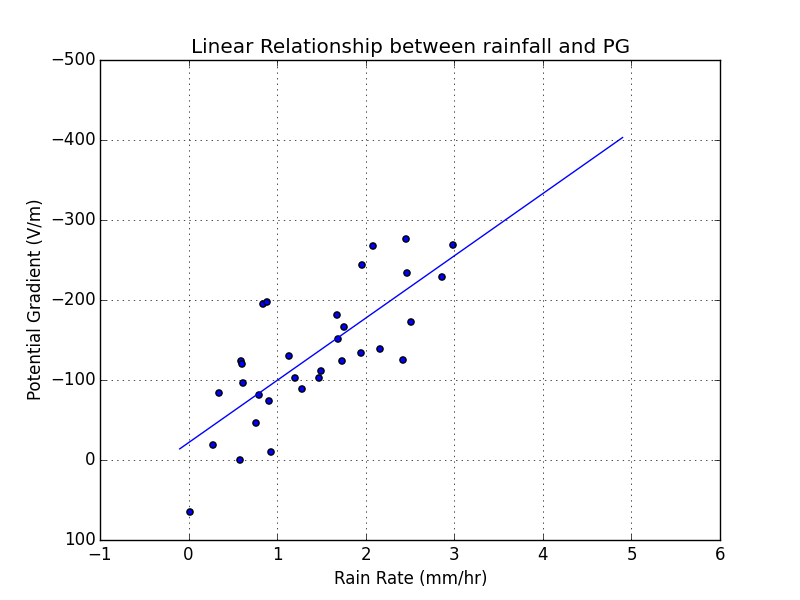 Linear Relationship between rainfall and PG
−500
−400
−300
−200
−100
0
100
Potential Gradient (V/m)
−1 0 1 2 3 4 5 6
Rain Rate (mm/hr)